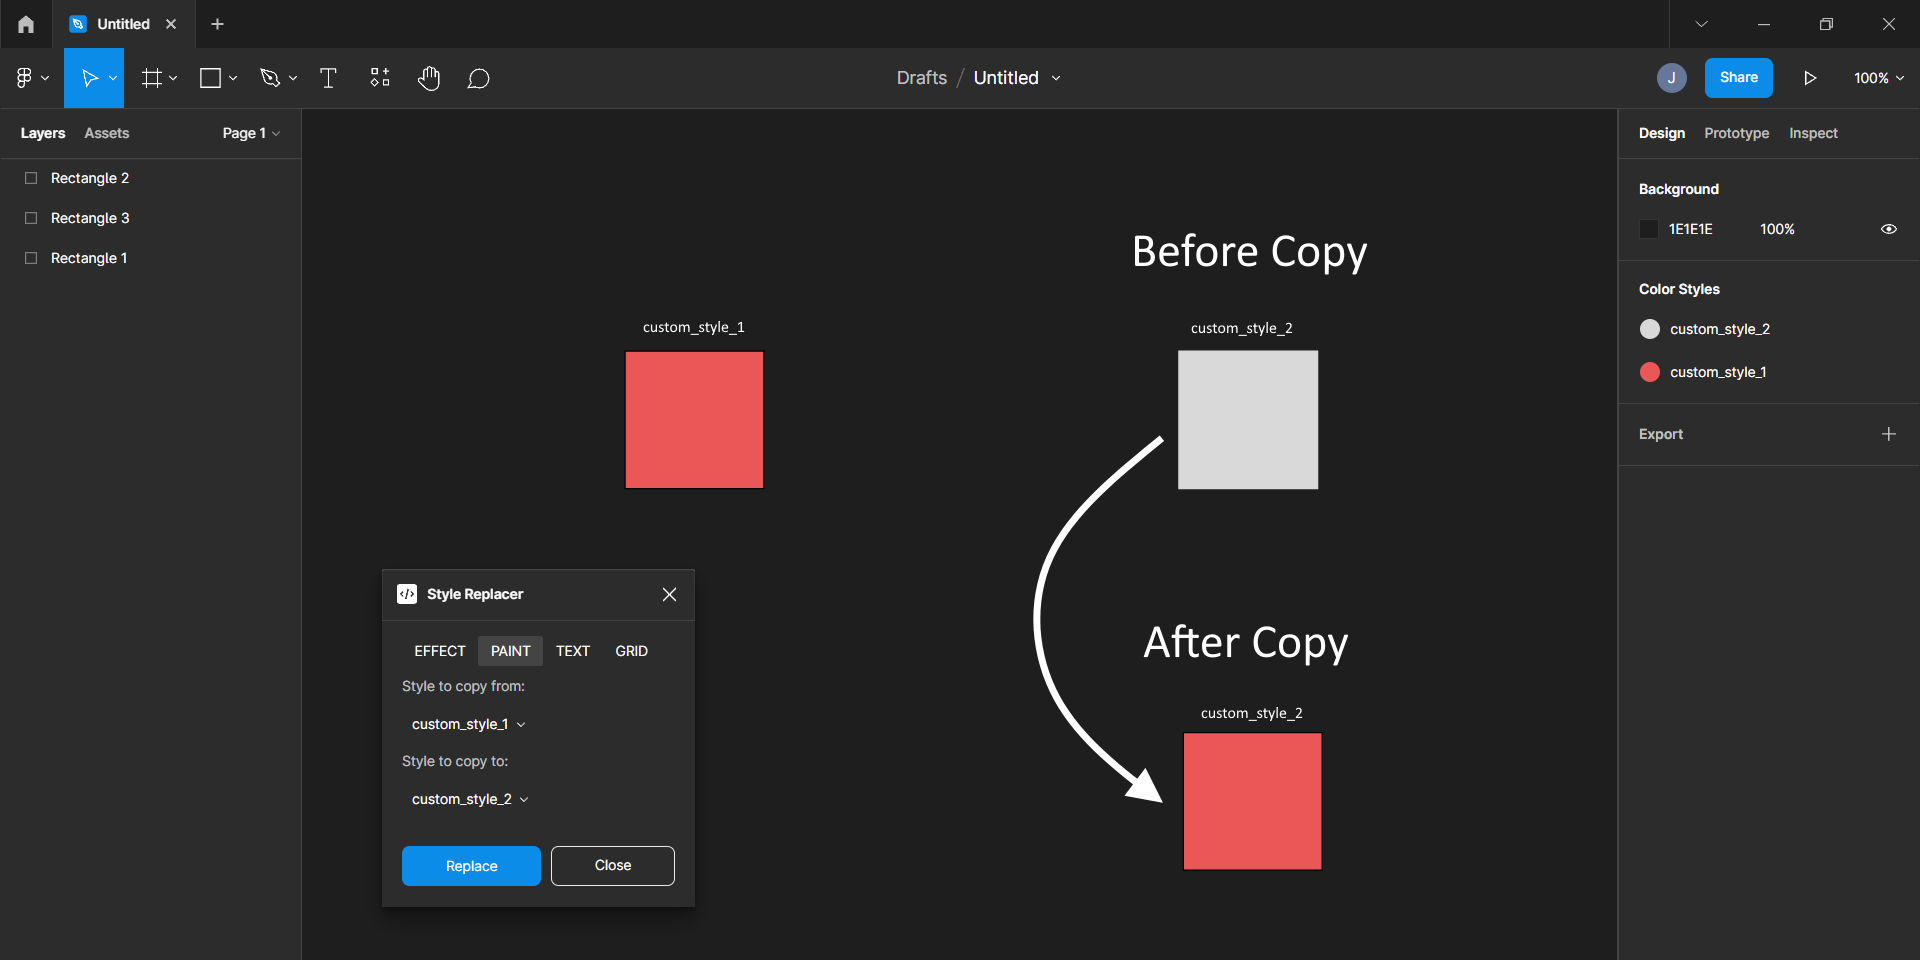 Untitled
Drafts / Untitled
J
Share
100%
Layers
Assets
Page 1
Rectangle 2
Rectangle 3
Rectangle 1
Before Copy
custom_style_1
custom_style_2
Style Replacer
EFFECT
PAINT
TEXT
GRID
Style to copy from:
custom_style_1
Style to copy to:
custom_style_2
Replace
Close
After Copy
custom_style_2
Design
Prototype
Inspect
Background
1E1E1E
100%
Color Styles
custom_style_2
custom_style_1
Export